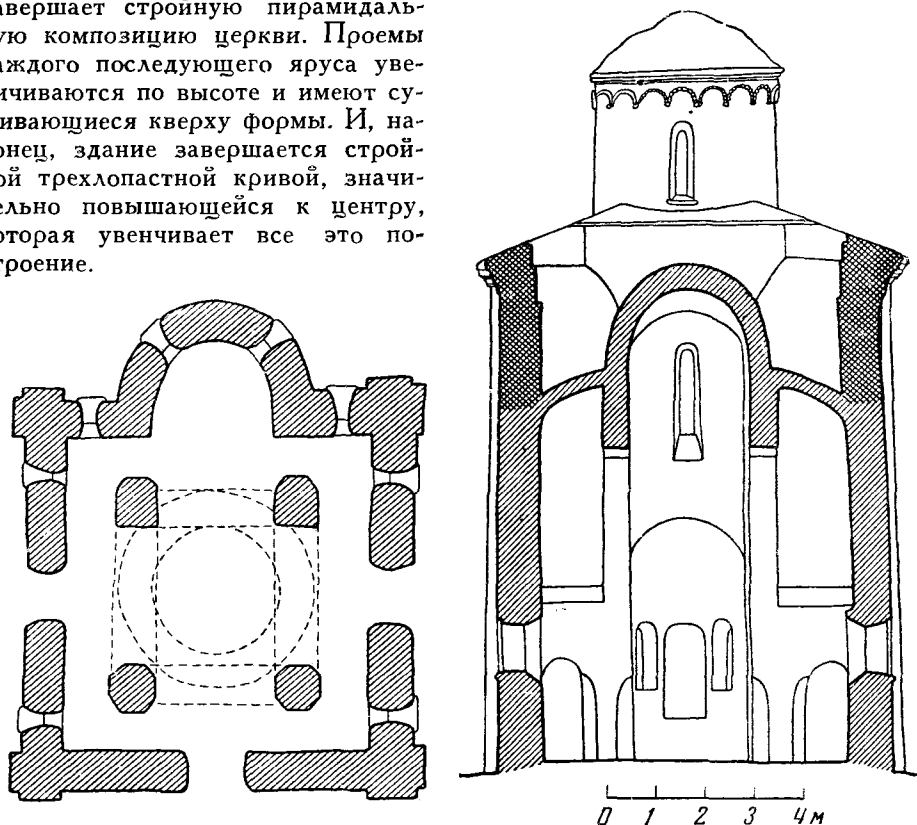 авершает стройную пирамидаль-
ую композицию церкви. Проемы
аждого последующего яруса уве-
ичиваются по высоте и имеют су-
ивающиеся кверху формы. И, на-
онец, здание завершается строй-
ой трехлопастной кривой, значи-
ельно повышающейся к центру,
оторая увенчивает все это по-
троение.
0 1 2 3 4 м